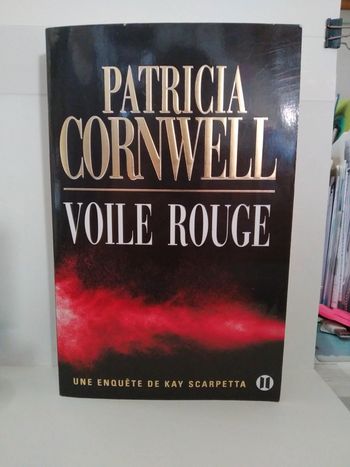 PATRICIA
CORNWELL
VOILE ROUGE
UNE ENQUÊTE DE KAY SCARPETTA